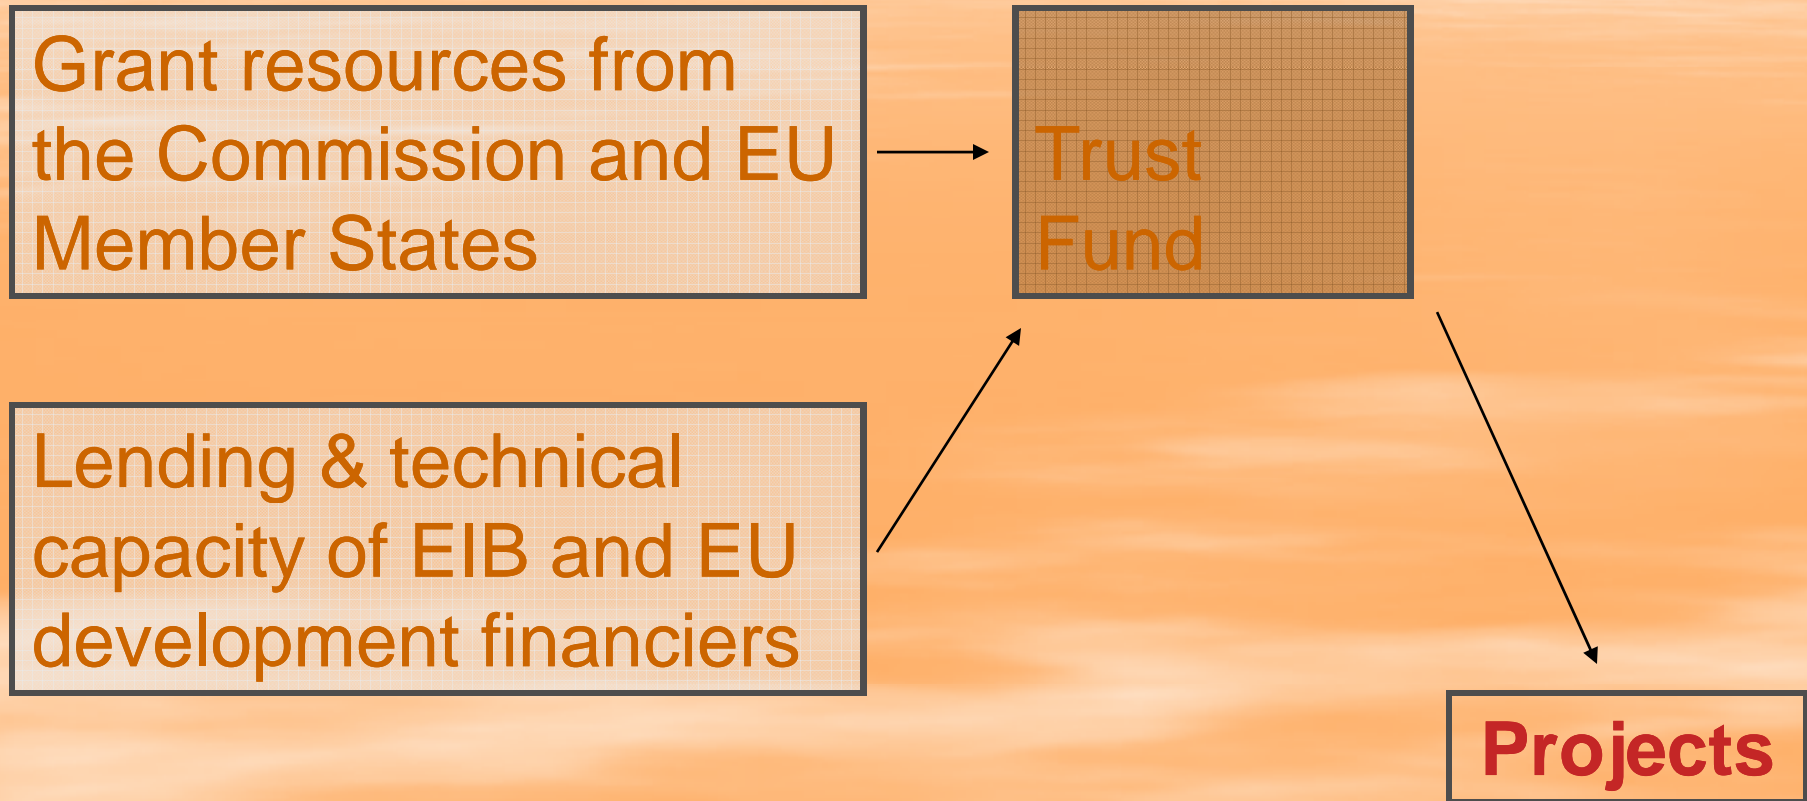 Grant resources from
the Commission and EU
Member States
Trust
Fund
Lending & technical
capacity of EIB and EU
development financiers
Projects